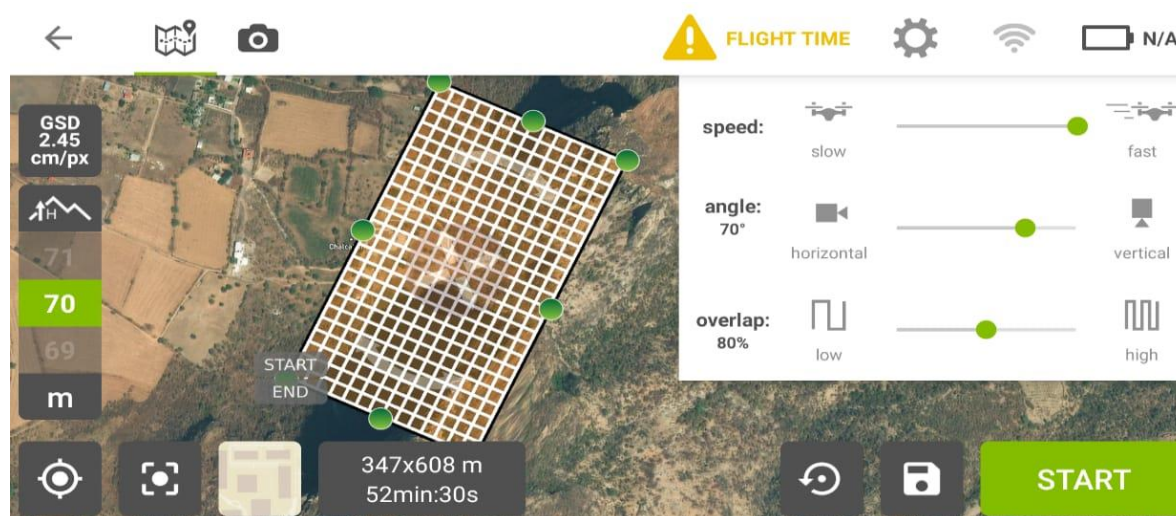 FLIGHT TIME
N/A
GSD
2.45
cm/px
H
71
70
69
m
START
END
347x608 m
52min:30s
speed:
slow
fast
angle:
70°
horizontal
vertical
overlap:
80%
low
high
START